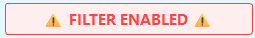 ⚠ FILTER ENABLED ⚠